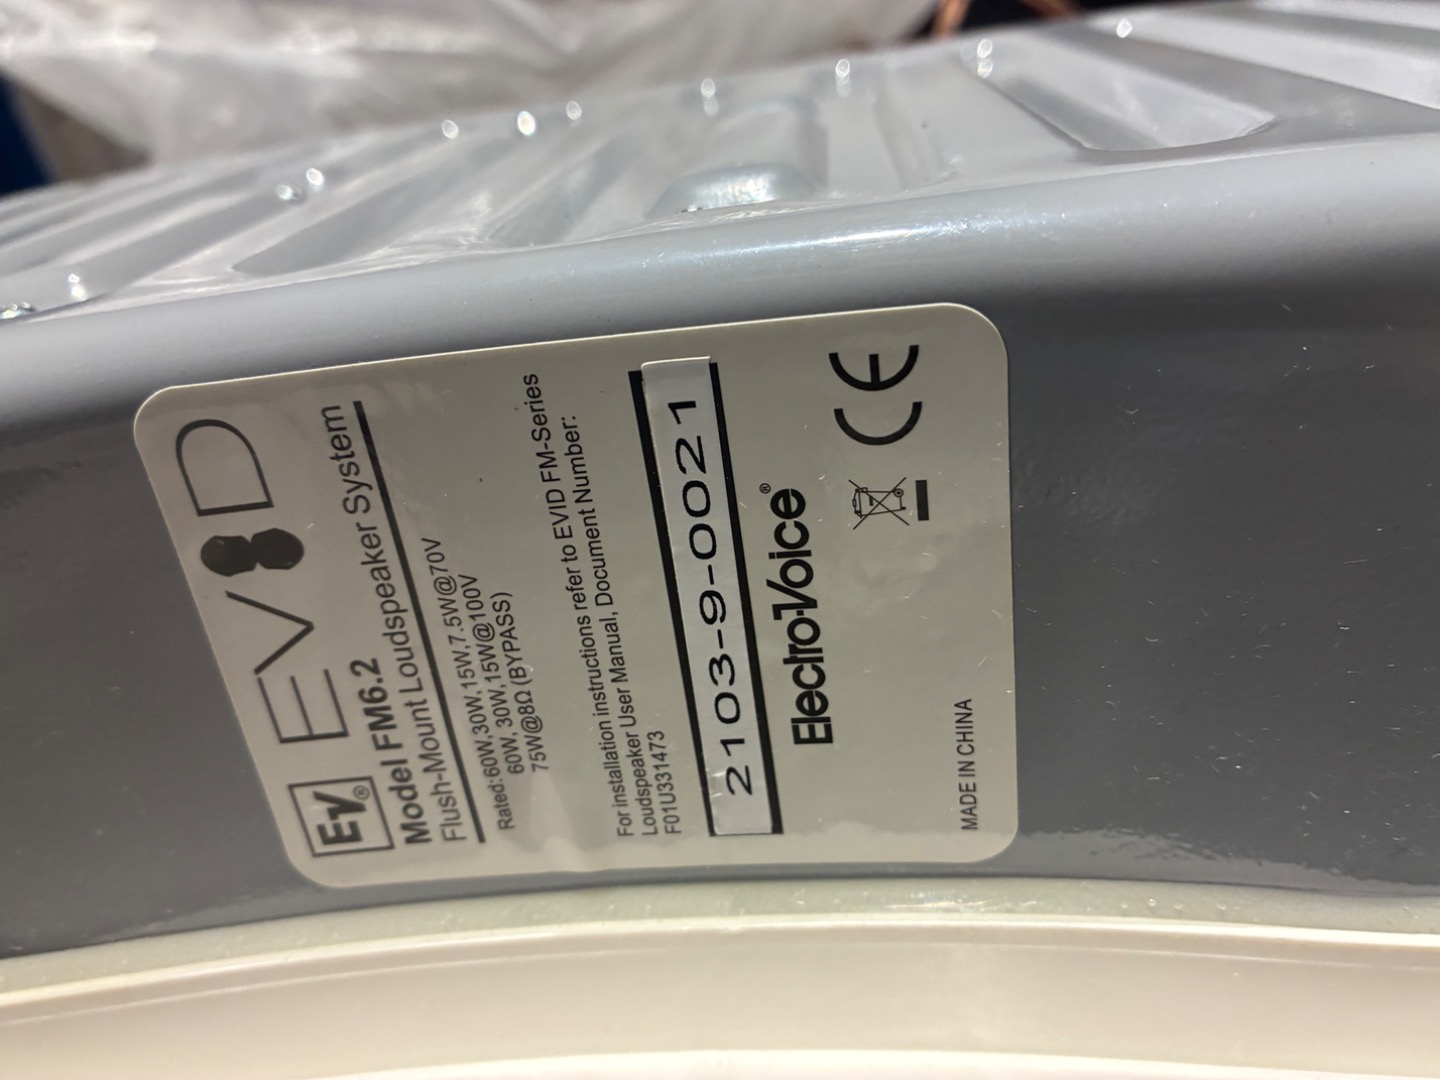 EV®
EVID
Model FM6.2
Flush-Mount Loudspeaker System
Rated:60W,30W,15W,7.5W@70V
60W, 30W,15W@100V
75W@8Ω (BYPASS)
For installation instructions refer to EVID FM-Series
Loudspeaker User Manual, Document Number:
F01U331473
2103-9-0021
Electro-Voice®
MADE IN CHINA
CE